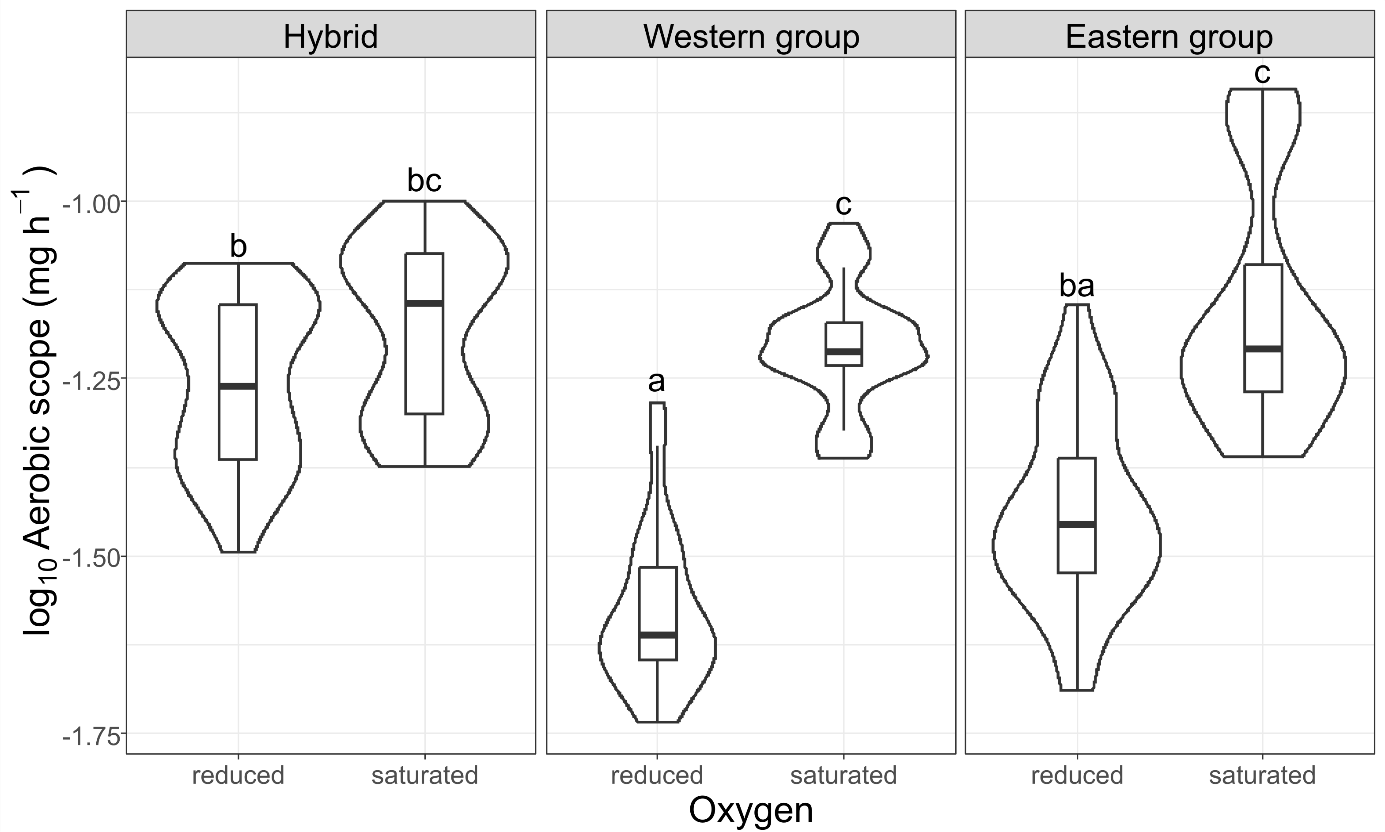 Hybrid
Western group
Eastern group
log10 Aerobic scope (mg h−1 )
-1.00
-1.25
-1.50
-1.75
b
bc
a
c
ba
c
reduced
saturated
reduced
saturated
reduced
saturated
Oxygen